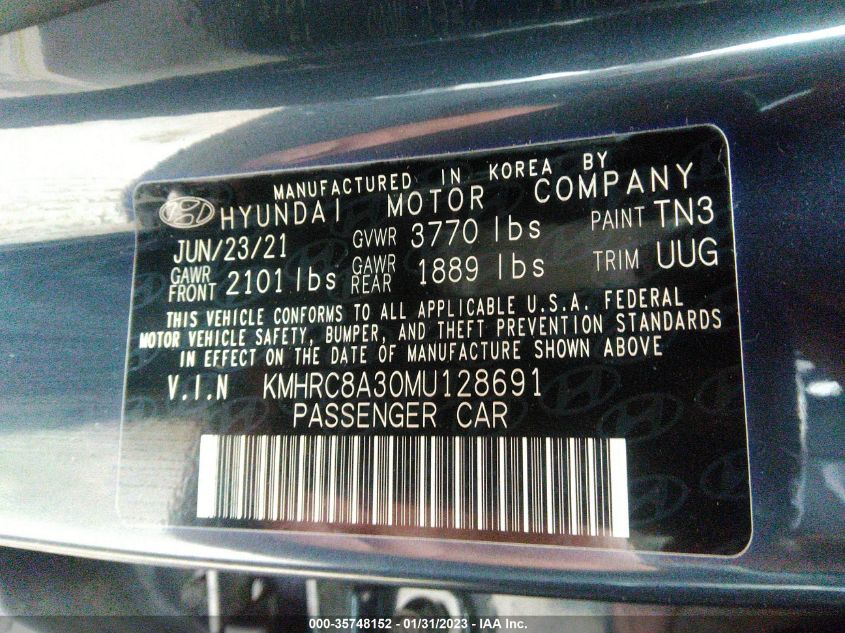 MANUFACTURED IN KOREA BY
HYUNDAI MOTOR COMPANY
JUN/23/21 GVWR 3770 lbs PAINT TN3
GAWR FRONT 2101 lbs GAWR REAR 1889 lbs TRIM UUG
THIS VEHICLE CONFORMS TO ALL APPLICABLE U.S.A. FEDERAL
MOTOR VEHICLE SAFETY, BUMPER, AND THEFT PREVENTION STANDARDS
IN EFFECT ON THE DATE OF MANUFACTURE SHOWN ABOVE
V.I.N KMHRC8A30MU128691
PASSENGER CAR
000-35748152 - 01/31/2023 - IAA Inc.